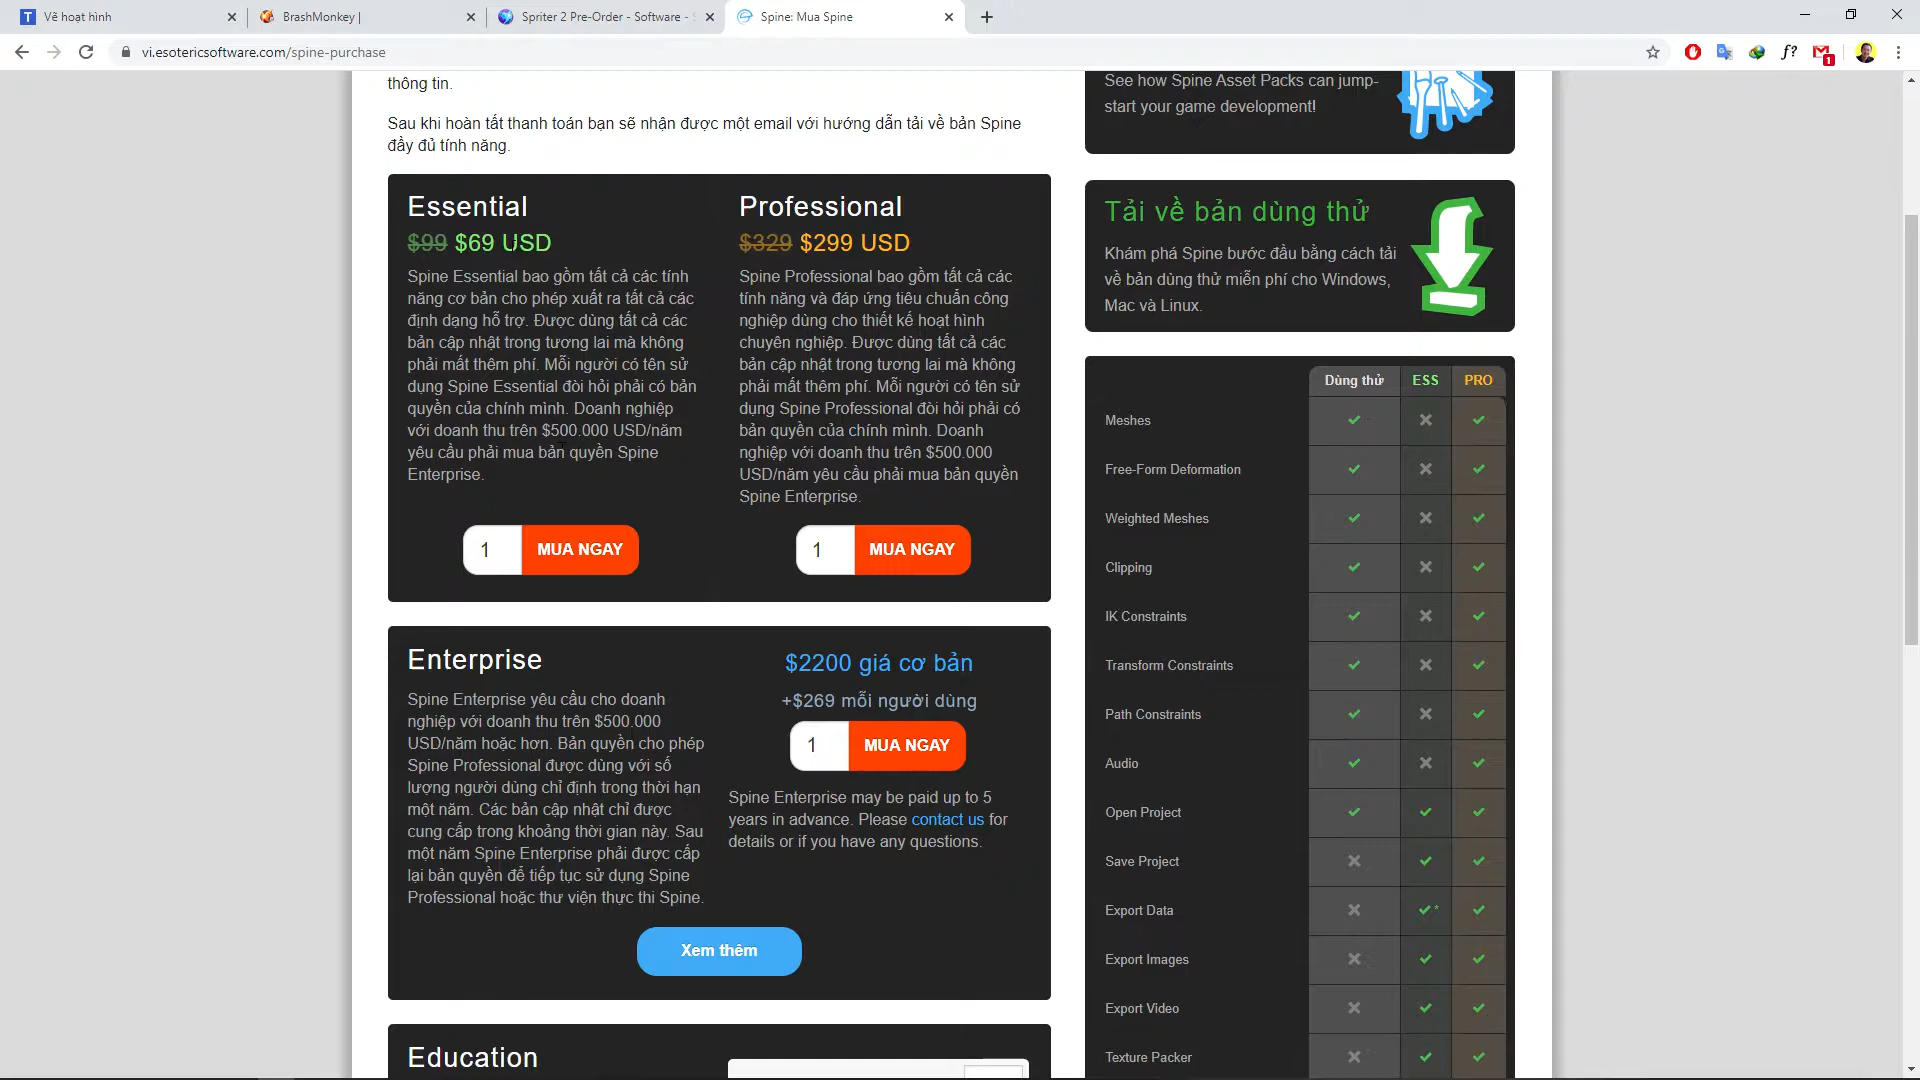 Vẽ hoạt hình
BrashMonkey |
Spriter 2 Pre-Order - Software -
Spine: Mua Spine
vi.esotericsoftware.com/spine-purchase
f?
1
thông tin.
Sau khi hoàn tất thanh toán bạn sẽ nhận được một email với hướng dẫn tải về bản Spine
đầy đủ tính năng.
Essential
$99 $69 USD
Spine Essential bao gồm tất cả các tính
năng cơ bản cho phép xuất ra tất cả các
định dạng hỗ trợ. Được dùng tất cả các
bản cập nhật trong tương lai mà không
phải mất thêm phí. Mỗi người có tên sử
dụng Spine Essential đòi hỏi phải có bản
quyền của chính mình. Doanh nghiệp
với doanh thu trên $500.000 USD/năm
yêu cầu phải mua bản quyền Spine
Enterprise.
1 MUA NGAY
Professional
$329 $299 USD
Spine Professional bao gồm tất cả các
tính năng và đáp ứng tiêu chuẩn công
nghiệp dùng cho thiết kế hoạt hình
chuyên nghiệp. Được dùng tất cả các
bản cập nhật trong tương lai mà không
phải mất thêm phí. Mỗi người có tên sử
dụng Spine Professional đòi hỏi phải có
bản quyền của chính mình. Doanh
nghiệp với doanh thu trên $500.000
USD/năm yêu cầu phải mua bản quyền
Spine Enterprise.
1 MUA NGAY
Enterprise
Spine Enterprise yêu cầu cho doanh
nghiệp với doanh thu trên $500.000
USD/năm hoặc hơn. Bản quyền cho phép
Spine Professional được dùng với số
lượng người dùng chỉ định trong thời hạn
một năm. Các bản cập nhật chỉ được
cung cấp trong khoảng thời gian này. Sau
một năm Spine Enterprise phải được cấp
lại bản quyền để tiếp tục sử dụng Spine
Professional hoặc thư viện thực thi Spine.
$2200 giá cơ bản
+$269 mỗi người dùng
1 MUA NGAY
Spine Enterprise may be paid up to 5
years in advance. Please contact us for
details or if you have any questions.
Xem thêm
Education
See how Spine Asset Packs can jump-
start your game development!
Tải về bản dùng thử
Khám phá Spine bước đầu bằng cách tải
về bản dùng thử miễn phí cho Windows,
Mac và Linux.
Dùng thử ESS PRO
Meshes
Free-Form Deformation
Weighted Meshes
Clipping
IK Constraints
Transform Constraints
Path Constraints
Audio
Open Project
Save Project
Export Data *
Export Images
Export Video
Texture Packer